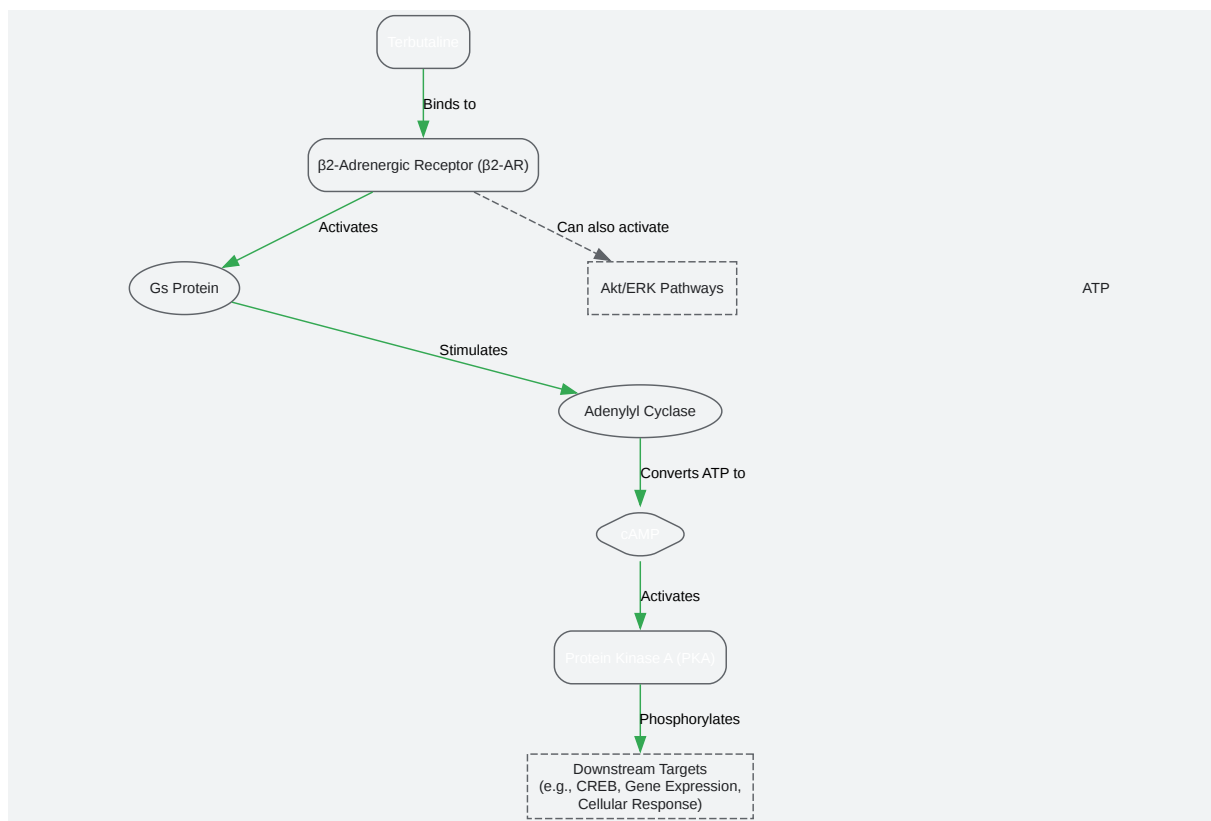 Terbutaline
Binds to
β2-Adrenergic Receptor (β2-AR)
Activates
Can also activate
Gs Protein
Akt/ERK Pathways
ATP
Stimulates
Adenylyl Cyclase
Converts ATP to
cAMP
Activates
Protein Kinase A (PKA)
Phosphorylates
Downstream Targets
(e.g., CREB, Gene Expression,
Cellular Response)